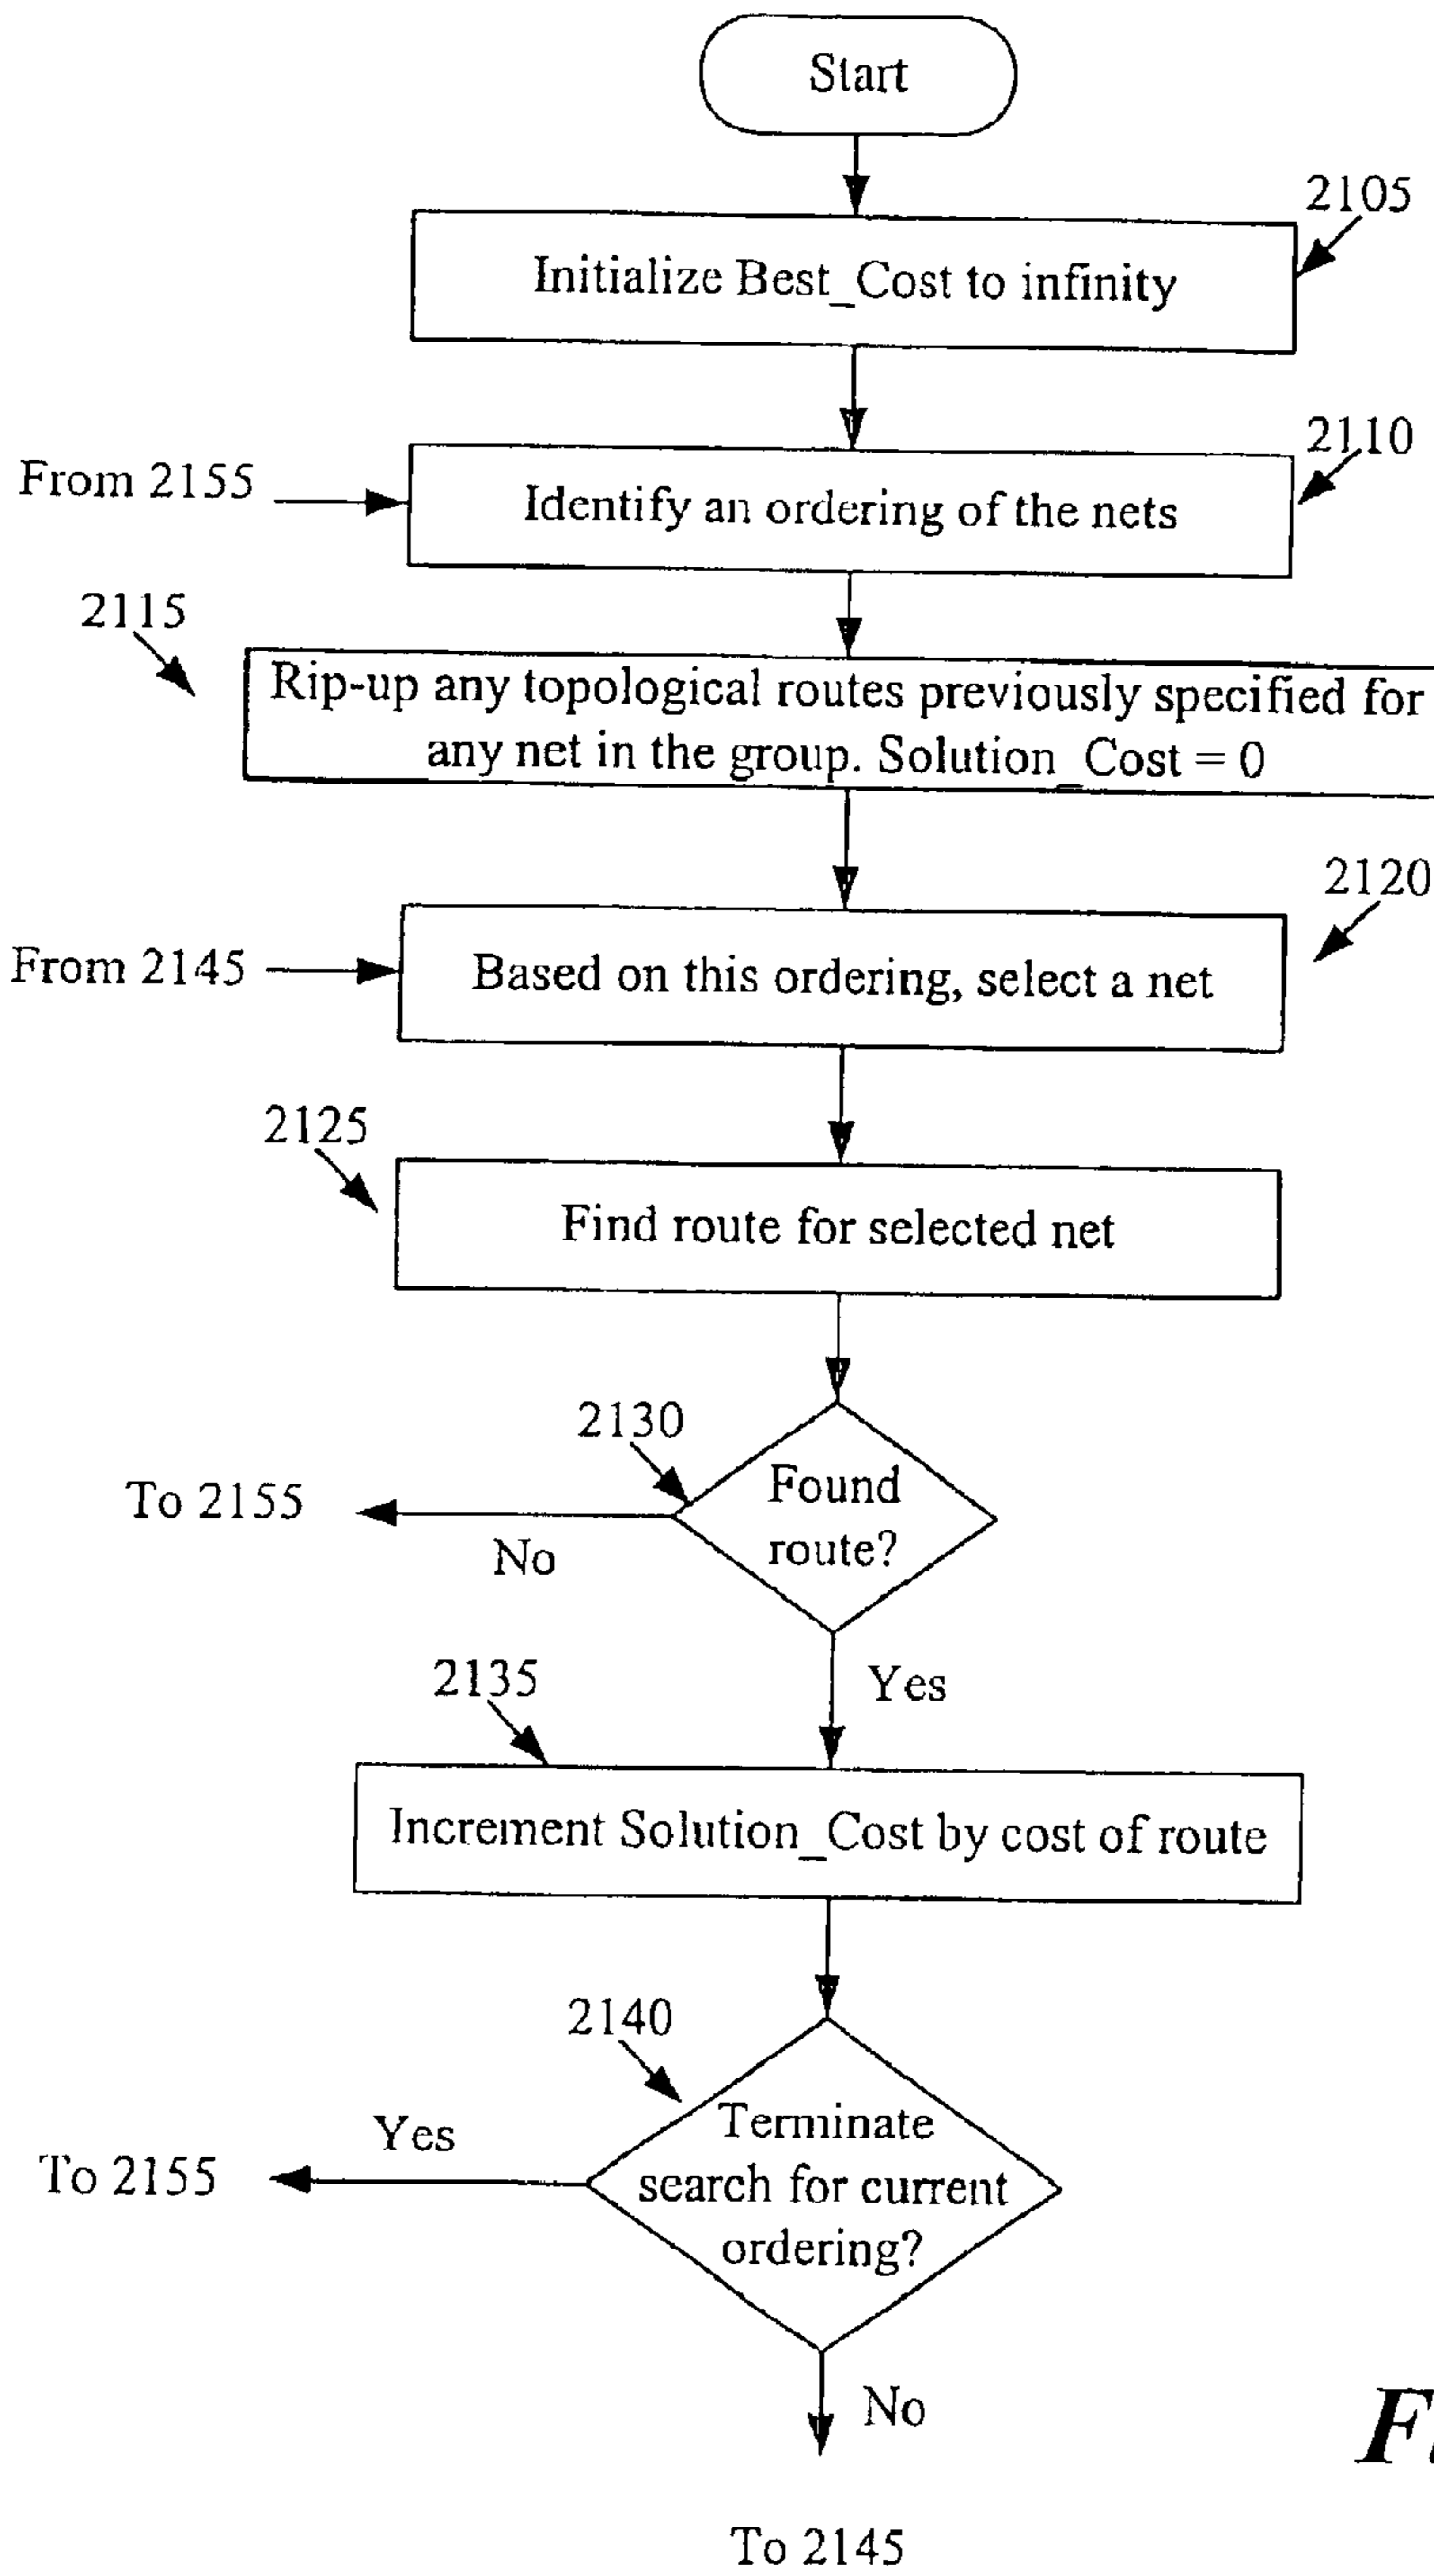 Start
2105
Initialize Best_Cost to infinity
2110
From 2155
Identify an ordering of the nets
2115
Rip-up any topological routes previously specified for
any net in the group. Solution_Cost = 0
2120
From 2145
Based on this ordering, select a net
2125
Find route for selected net
2130
Found
route?
To 2155
No
Yes
2135
Increment Solution_Cost by cost of route
2140
Terminate
search for current
ordering?
Yes
To 2155
No
To 2145